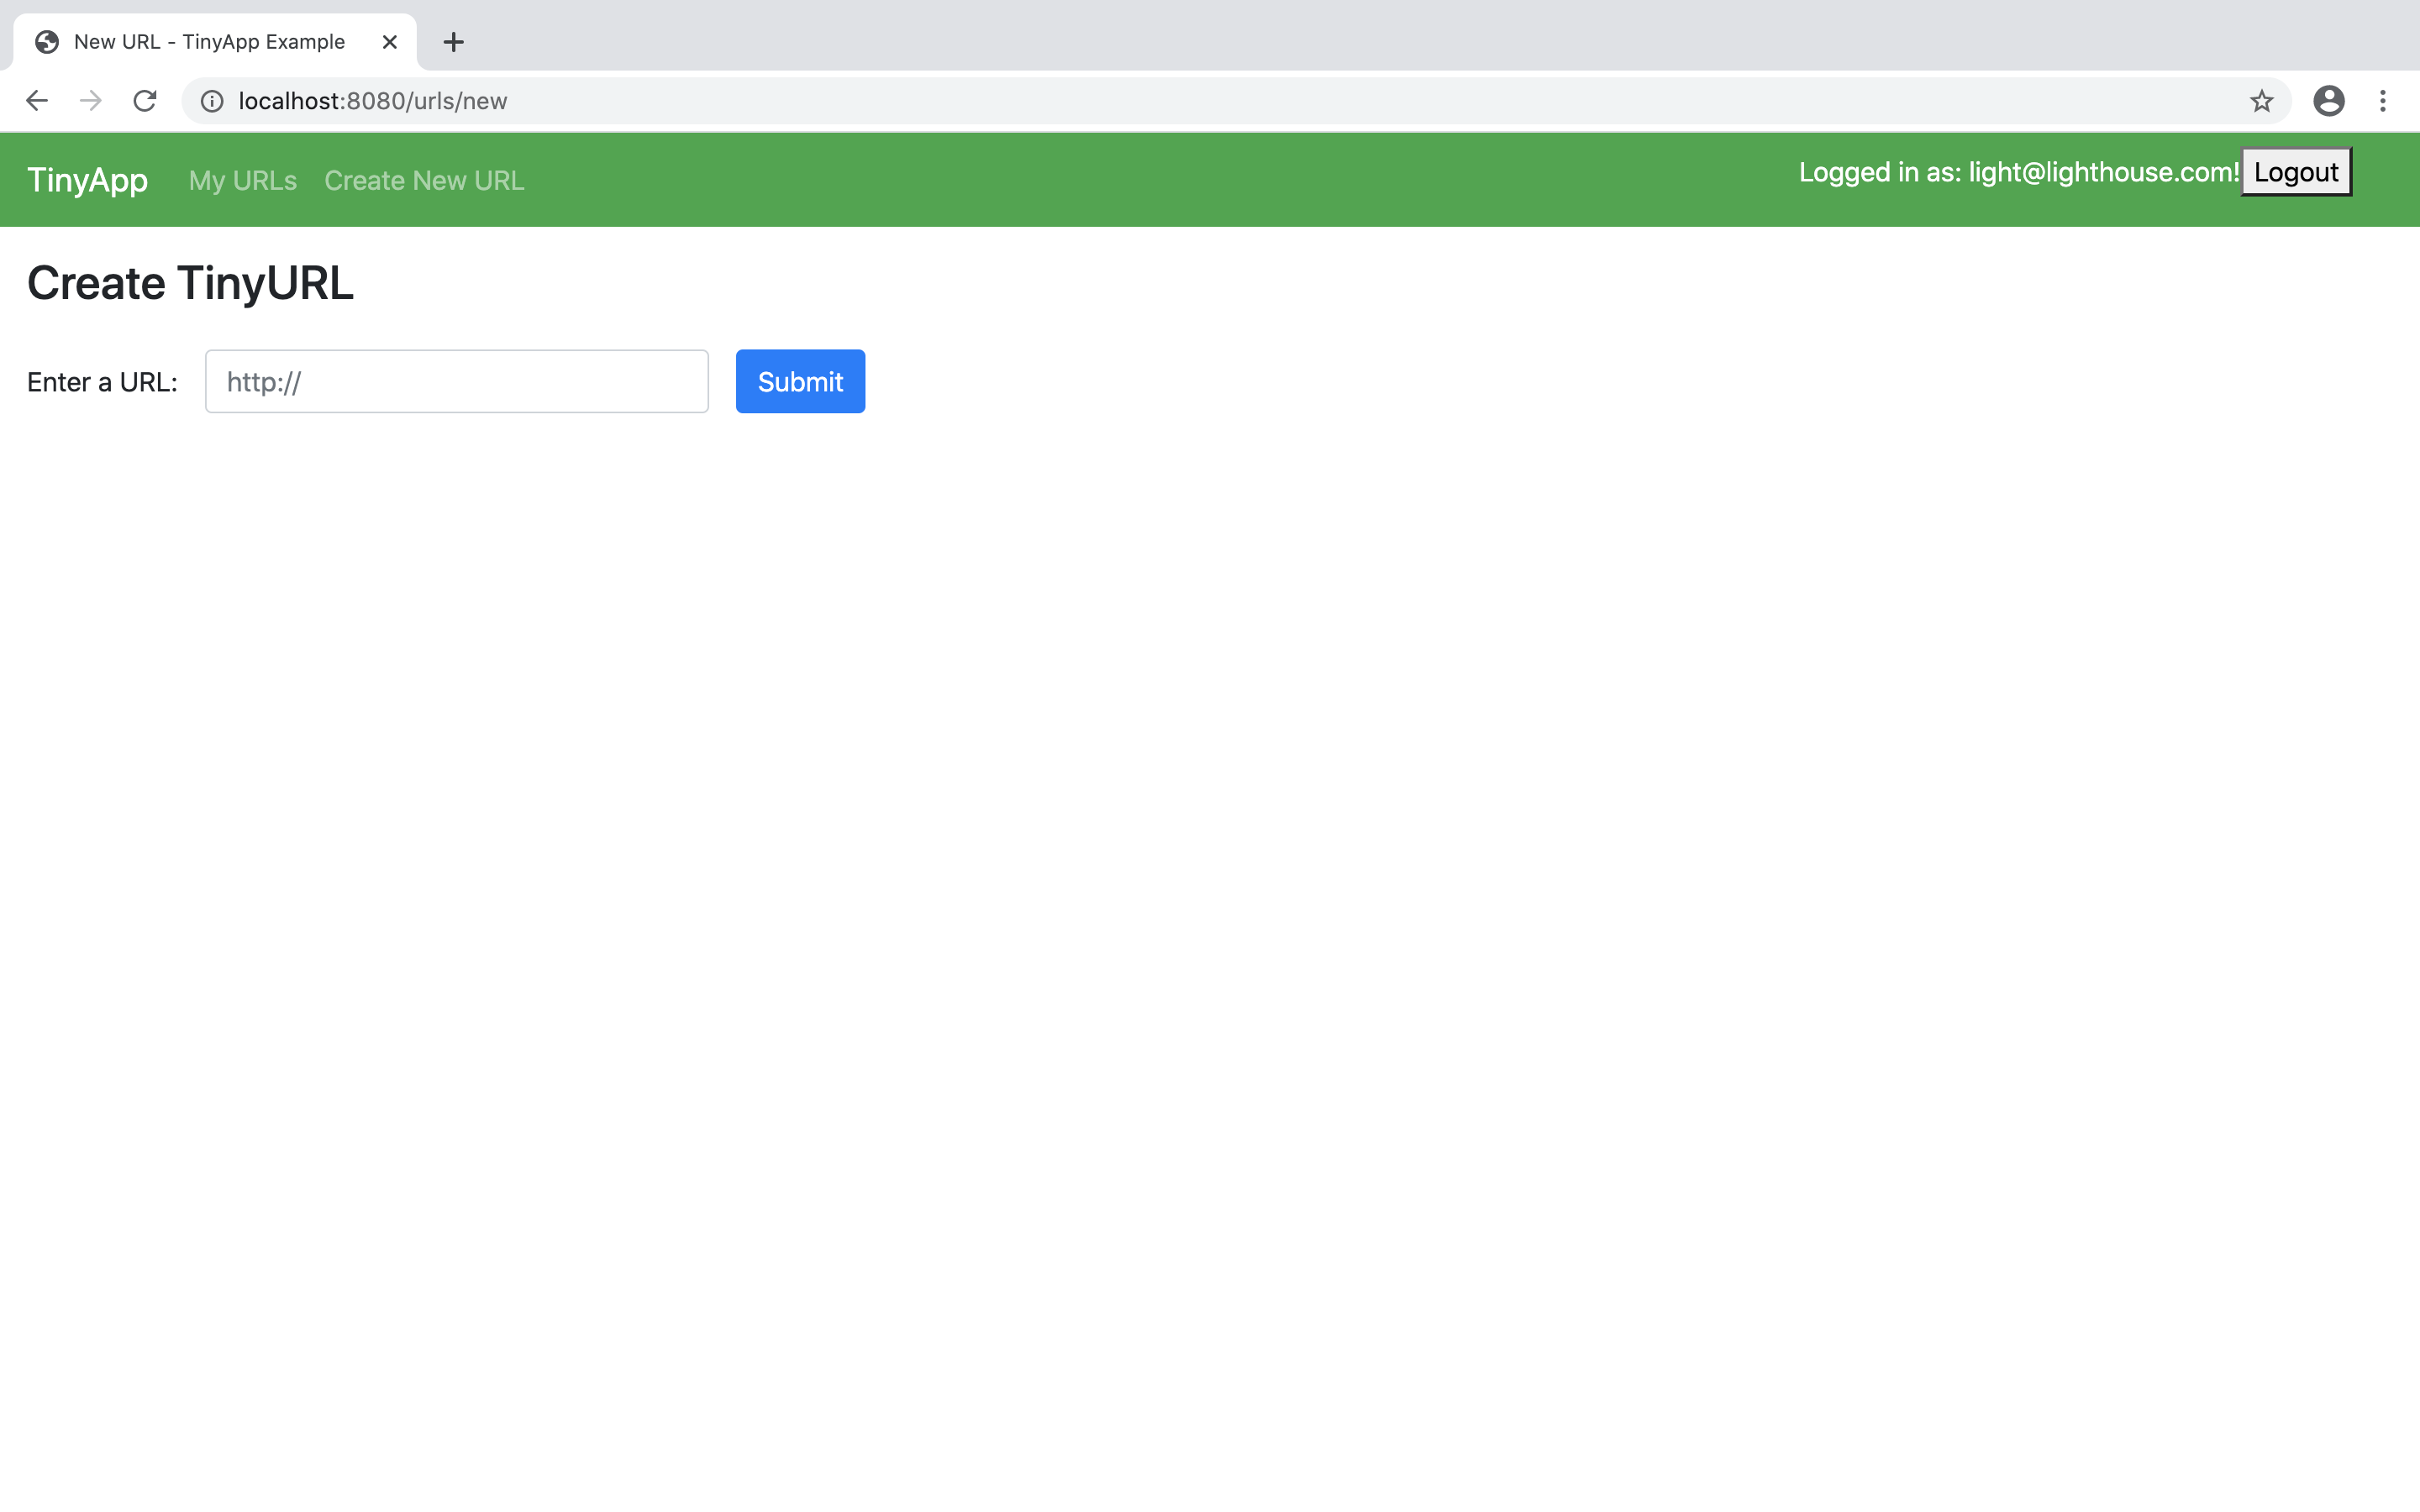 New URL - TinyApp Example
localhost:8080/urls/new
TinyApp My URLs Create New URL Logged in as: light@lighthouse.com! Logout
Create TinyURL
Enter a URL: http:// Submit